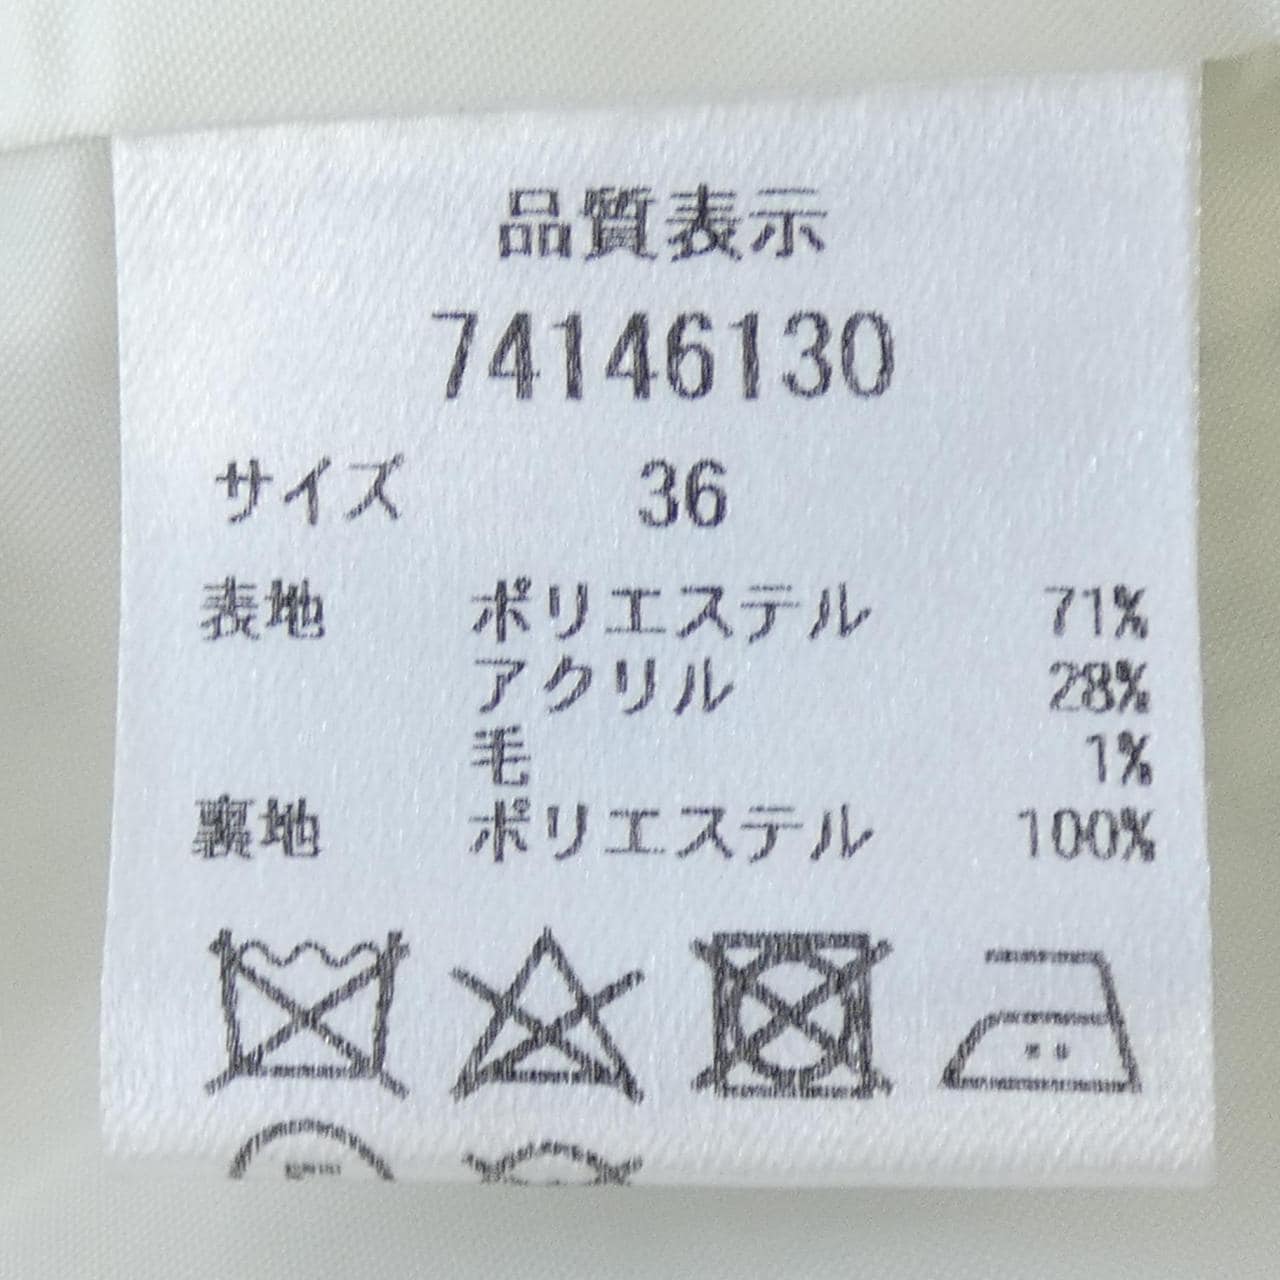 品質表示
74146130
サイズ 36
表地 ポリエステル 71%
アクリル 28%
毛 1%
裏地 ポリエステル 100%